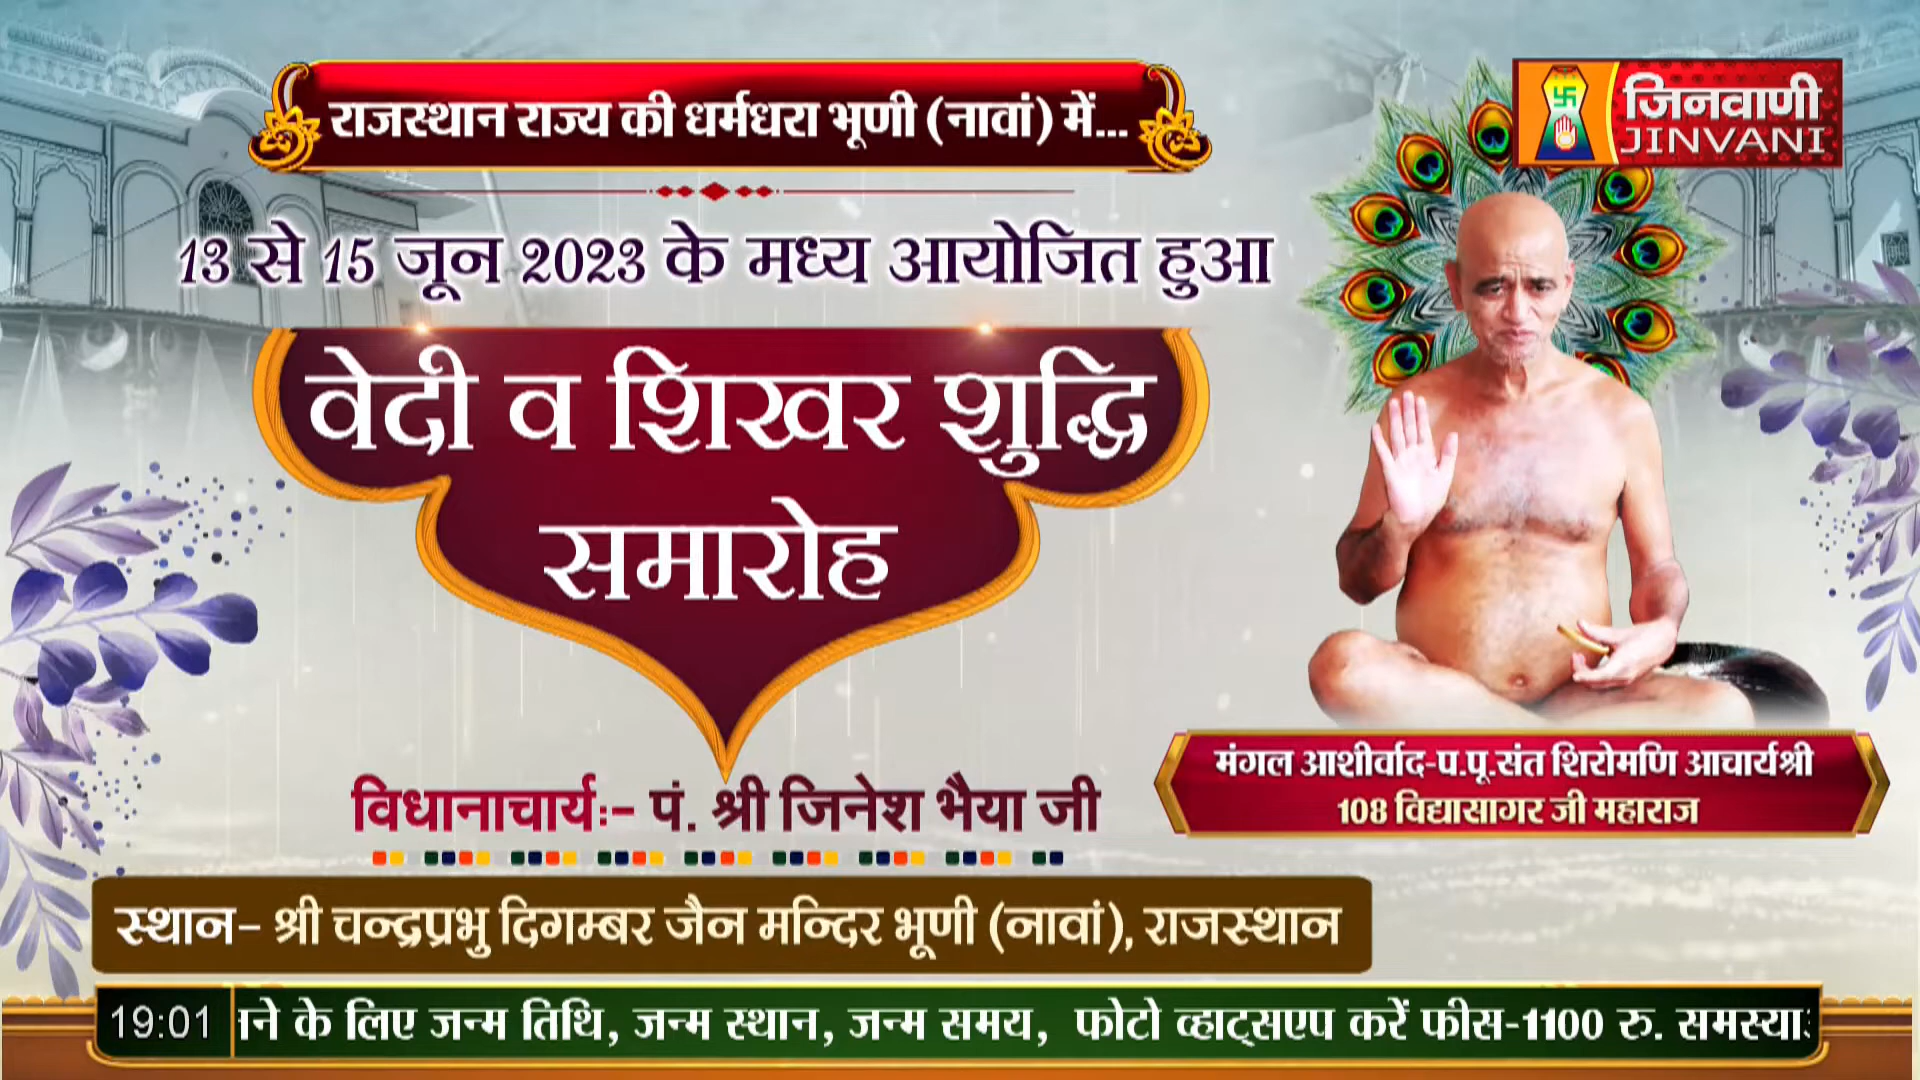 राजस्थान राज्य की धर्मधरा भूणी (नावां) में...
जिनवाणी
JINVANI
13 से 15 जून 2023 के मध्य आयोजित हुआ
वेदी व शिखर शुद्धि
समारोह
मंगल आशीर्वाद-प.पू.संत शिरोमणि आचार्यश्री
108 विद्यासागर जी महाराज
विधानाचार्यः- पं. श्री जिनेश भैया जी
स्थान- श्री चन्द्रप्रभु दिगम्बर जैन मन्दिर भूणी (नावां), राजस्थान
19:01 के लिए जन्म तिथि, जन्म स्थान, जन्म समय, फोटो व्हाट्सएप करें फीस-1100 रु.